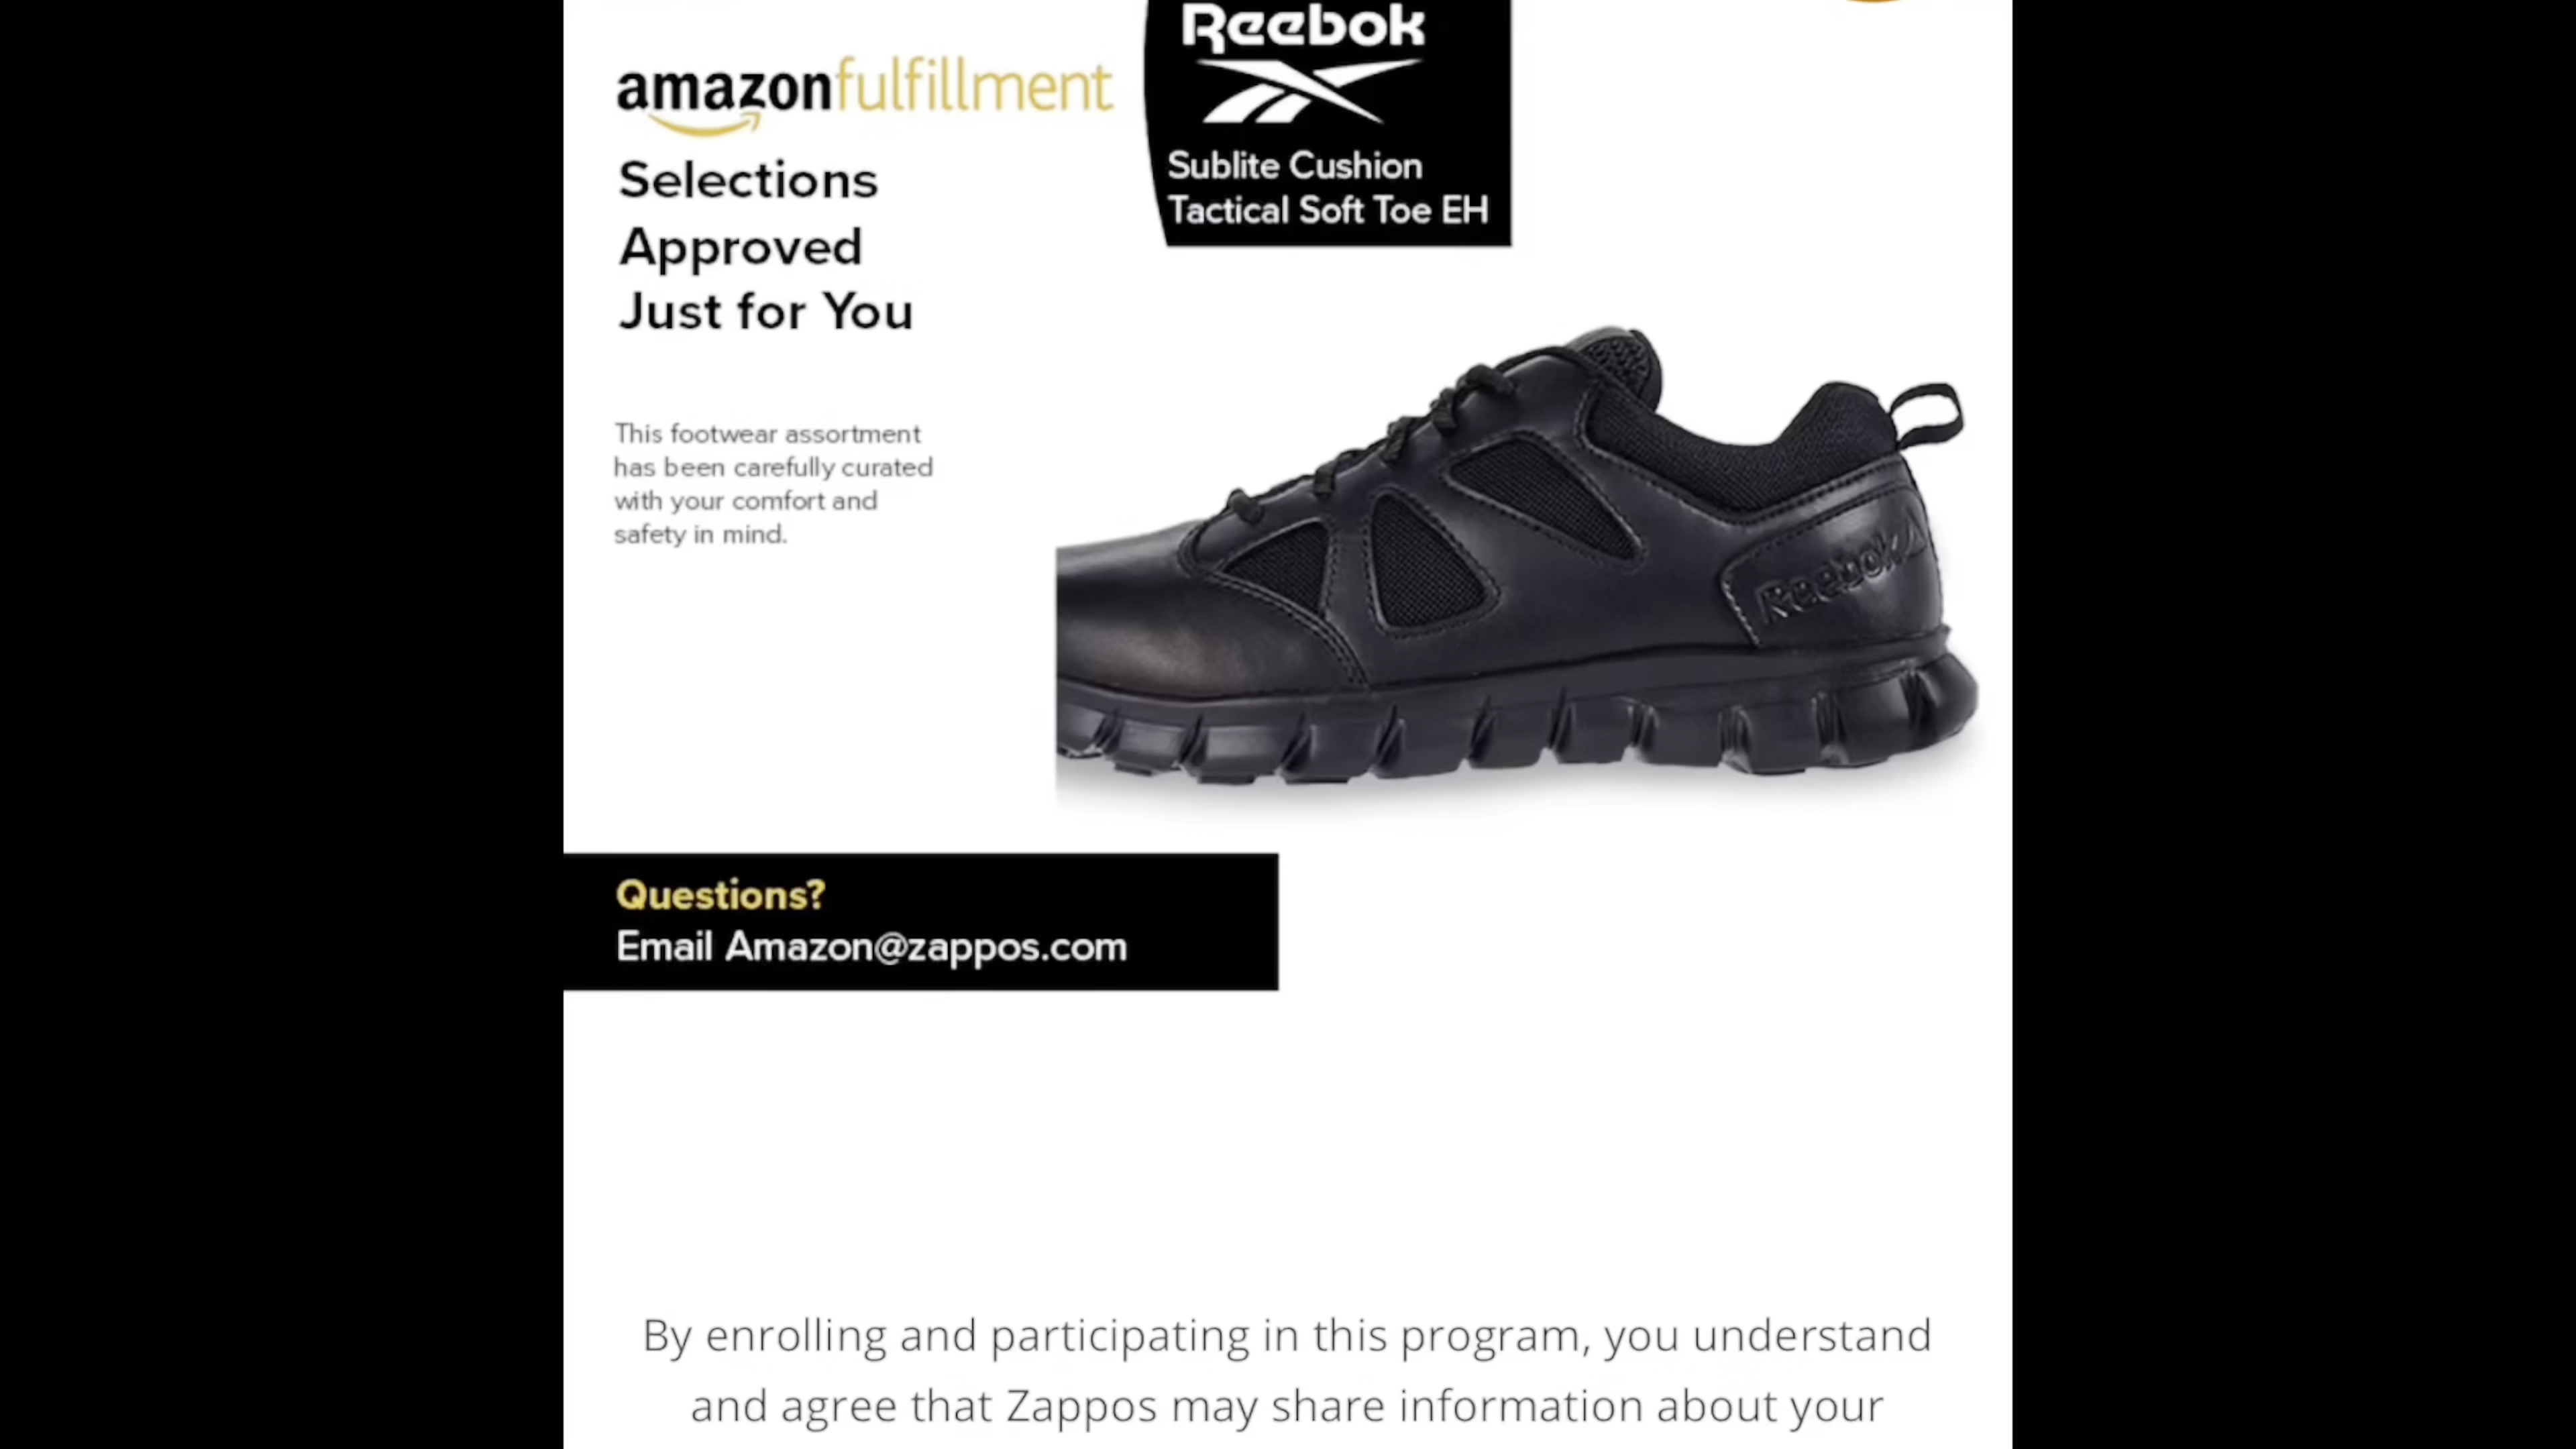 Reebok
amazonfulfillment
Sublite Cushion
Tactical Soft Toe EH
Selections
Approved
Just for You
This footwear assortment
has been carefully curated
with your comfort and
safety in mind.
Reebok
Questions?
Email Amazon@zappos.com
By enrolling and participating in this program, you understand
and agree that Zappos may share information about your